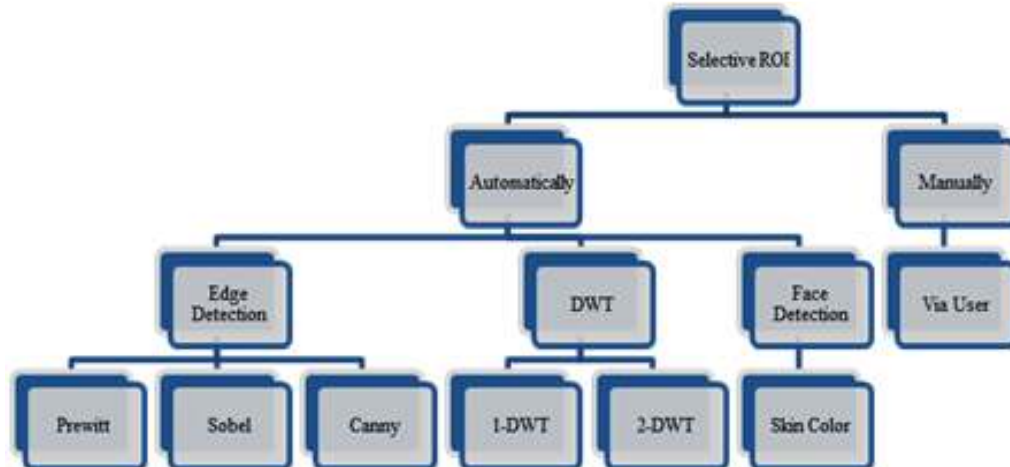 Selective ROI
Automatically
Manually
Edge
Detection
DWT
Face
Detection
Via User
Prewitt
Sobel
Canny
1-DWT
2-DWT
Skin Color